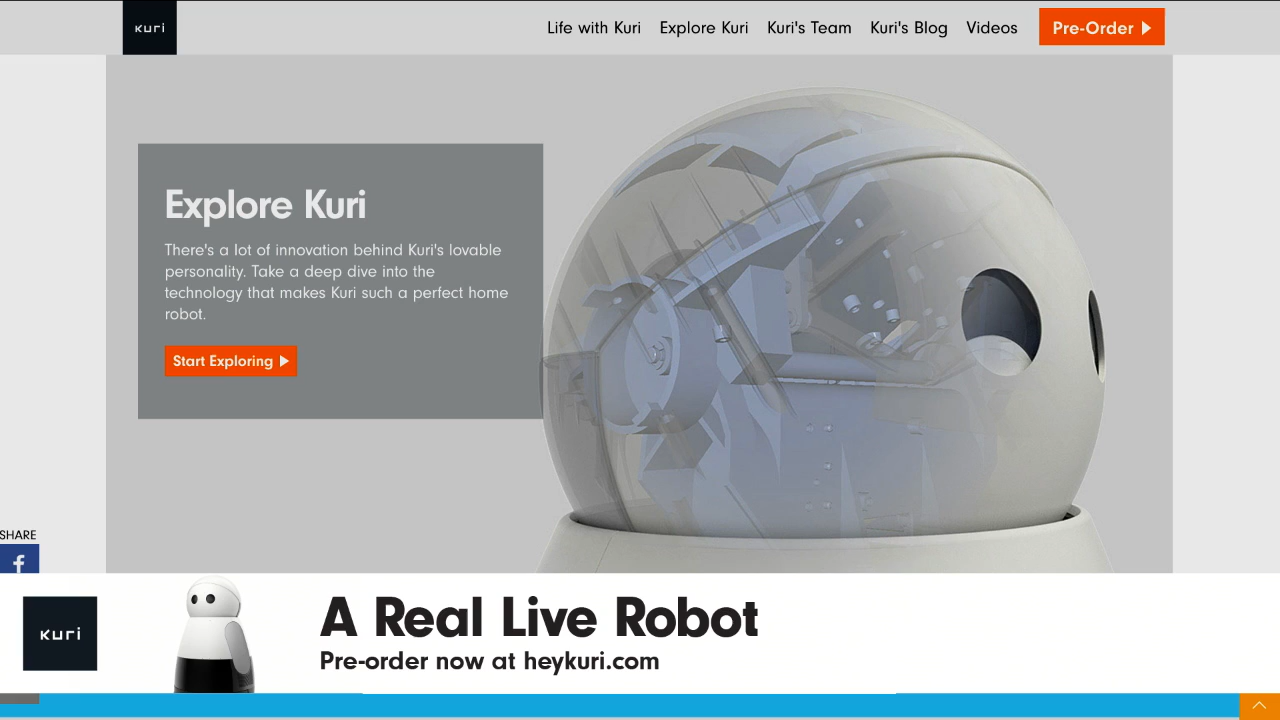 kuri
Life with Kuri Explore Kuri Kuri's Team Kuri's Blog Videos Pre-Order
Explore Kuri
There's a lot of innovation behind Kuri's lovable
personality. Take a deep dive into the
technology that makes Kuri such a perfect home
robot.
Start Exploring
SHARE
f
kuri
A Real Live Robot
Pre-order now at heykuri.com